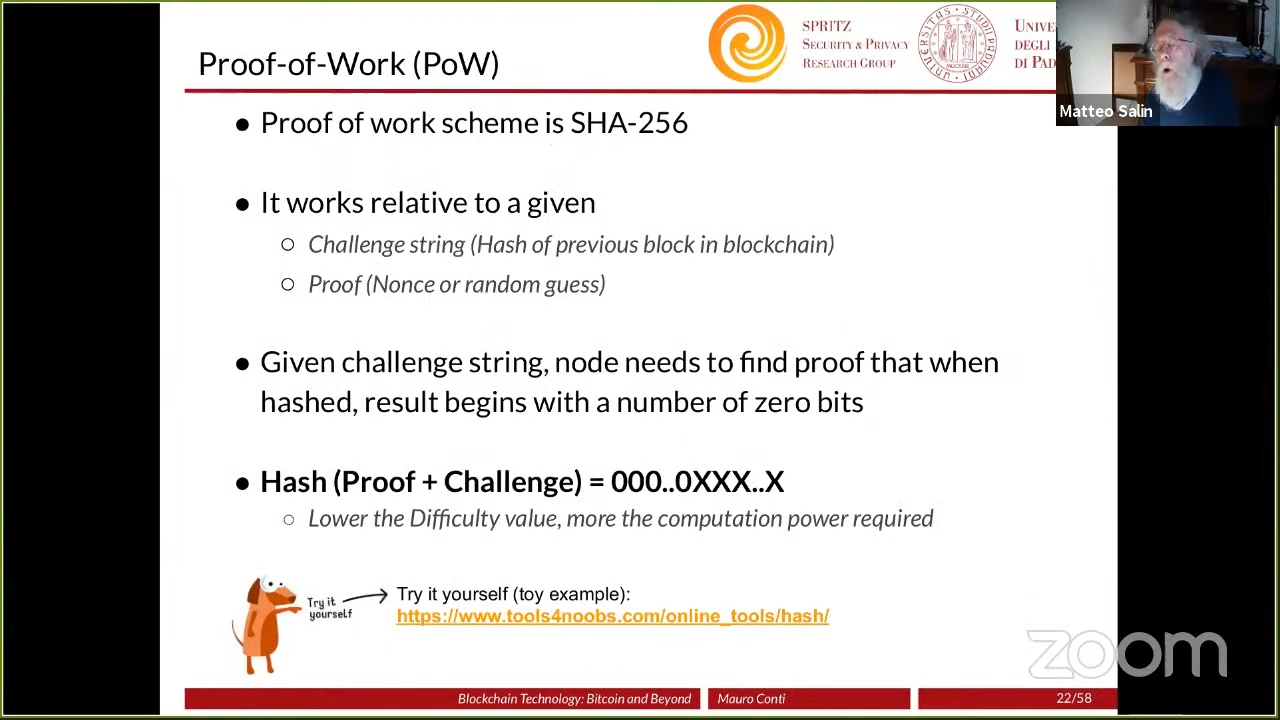 Proof-of-Work (PoW)
SPRITZ
SECURITY & PRIVACY
RESEARCH GROUP
UNIVE
DEGLI
DI PAD
Matteo Salin
● Proof of work scheme is SHA-256
● It works relative to a given
○ Challenge string (Hash of previous block in blockchain)
○ Proof (Nonce or random guess)
● Given challenge string, node needs to find proof that when
hashed, result begins with a number of zero bits
● Hash (Proof + Challenge) = 000..0XXX..X
○ Lower the Difficulty value, more the computation power required
Try it
yourself
Try it yourself (toy example):
https://www.tools4noobs.com/online_tools/hash/
zoom
Blockchain Technology: Bitcoin and Beyond
Mauro Conti
22/58